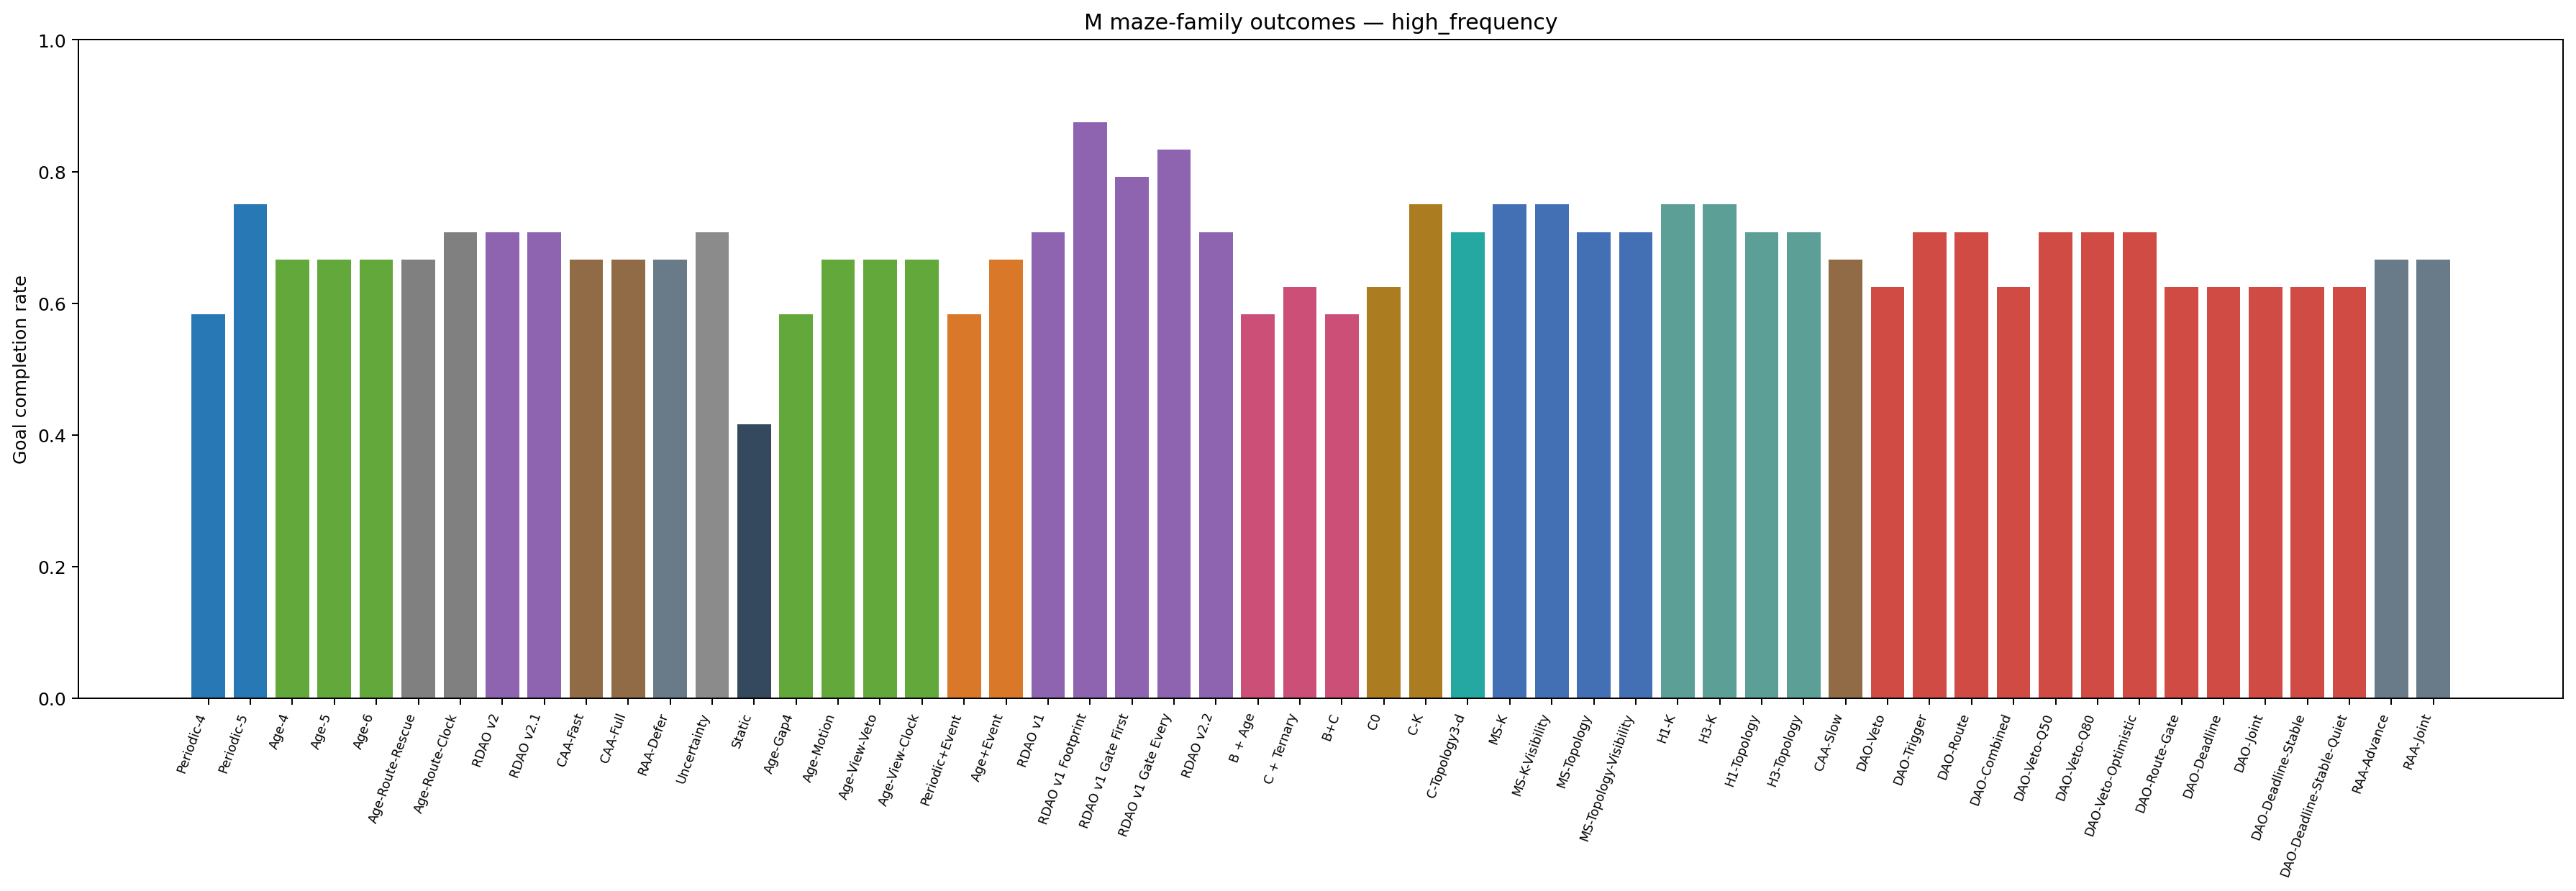 M maze-family outcomes — high_frequency
Goal completion rate
1.0
0.8
0.6
0.4
0.2
0.0
Periodic-4
Periodic-5
Age-4
Age-5
Age-6
Age-Route-Rescue
Age-Route-Clock
RDAO v2
RDAO v2.1
CAA-Fast
CAA-Full
RAA-Defer
Uncertainty
Static
Age-Gap4
Age-Motion
Age-View-Veto
Age-View-Clock
Periodic+Event
Age+Event
RDAO v1
RDAO v1 Footprint
RDAO v1 Gate First
RDAO v1 Gate Every
RDAO v2.2
B + Age
C + Ternary
B+C
C0
C-K
C-Topology3-d
MS-K
MS-K-Visibility
MS-Topology
MS-Topology-Visibility
H1-K
H3-K
H1-Topology
H3-Topology
CAA-Slow
DAO-Veto
DAO-Trigger
DAO-Route
DAO-Combined
DAO-Veto-Q50
DAO-Veto-Q80
DAO-Veto-Optimistic
DAO-Route-Gate
DAO-Deadline
DAO-Joint
DAO-Deadline-Stable
DAO-Deadline-Stable-Quiet
RAA-Advance
RAA-Joint